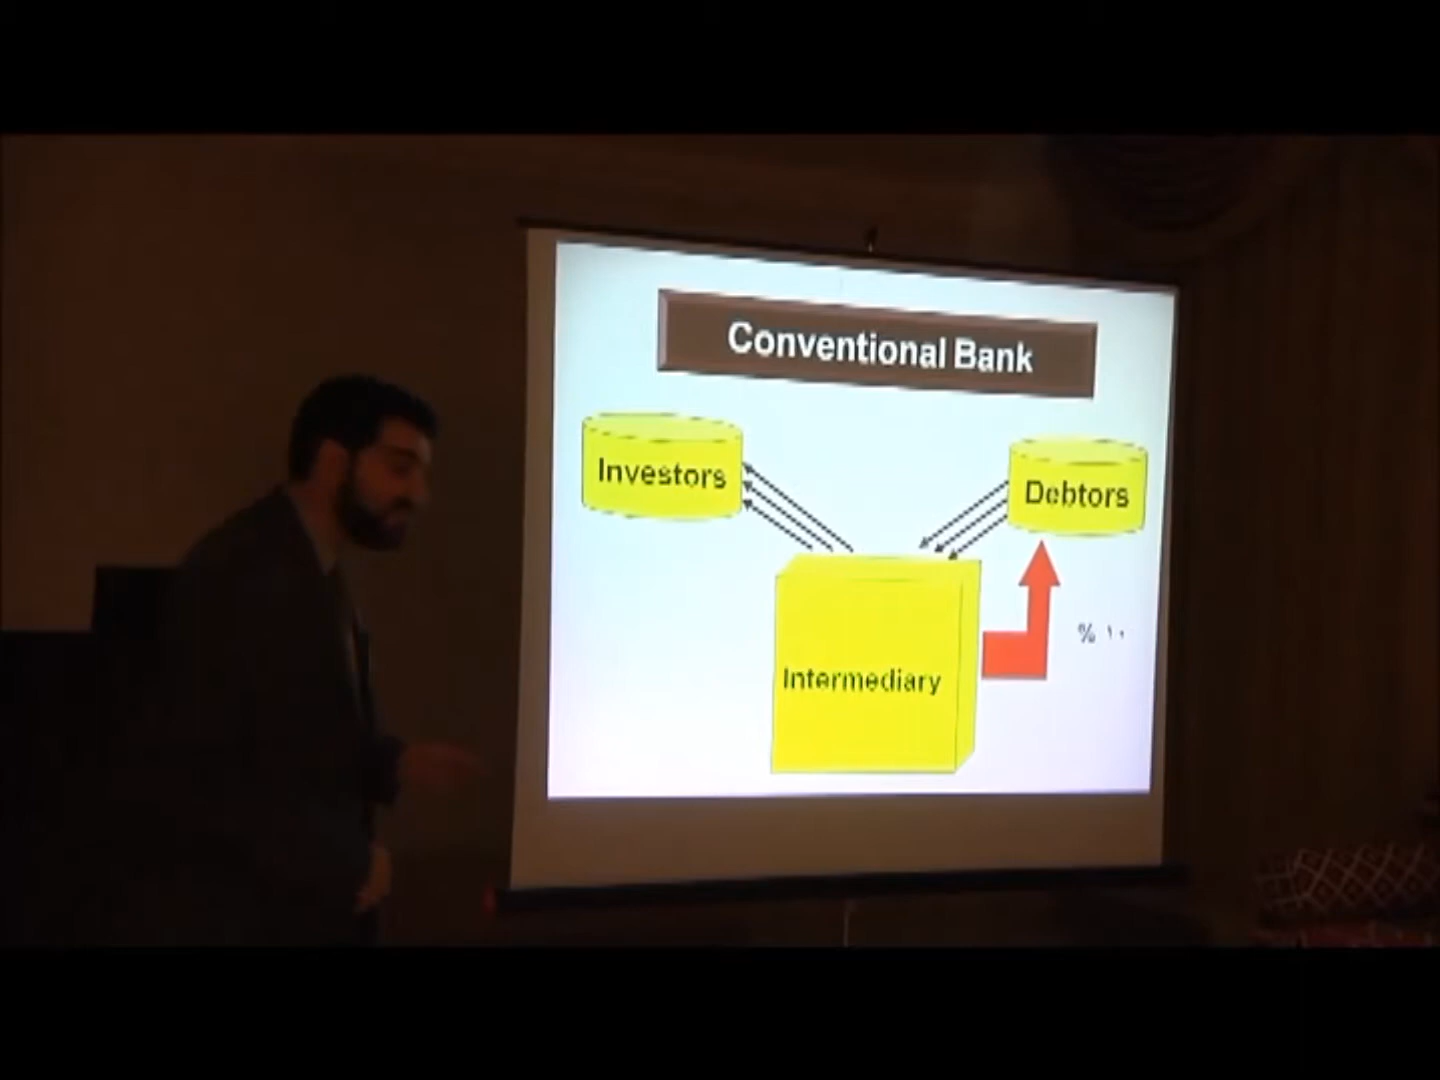 Conventional Bank
Investors
Debtors
Intermediary
% ١٠